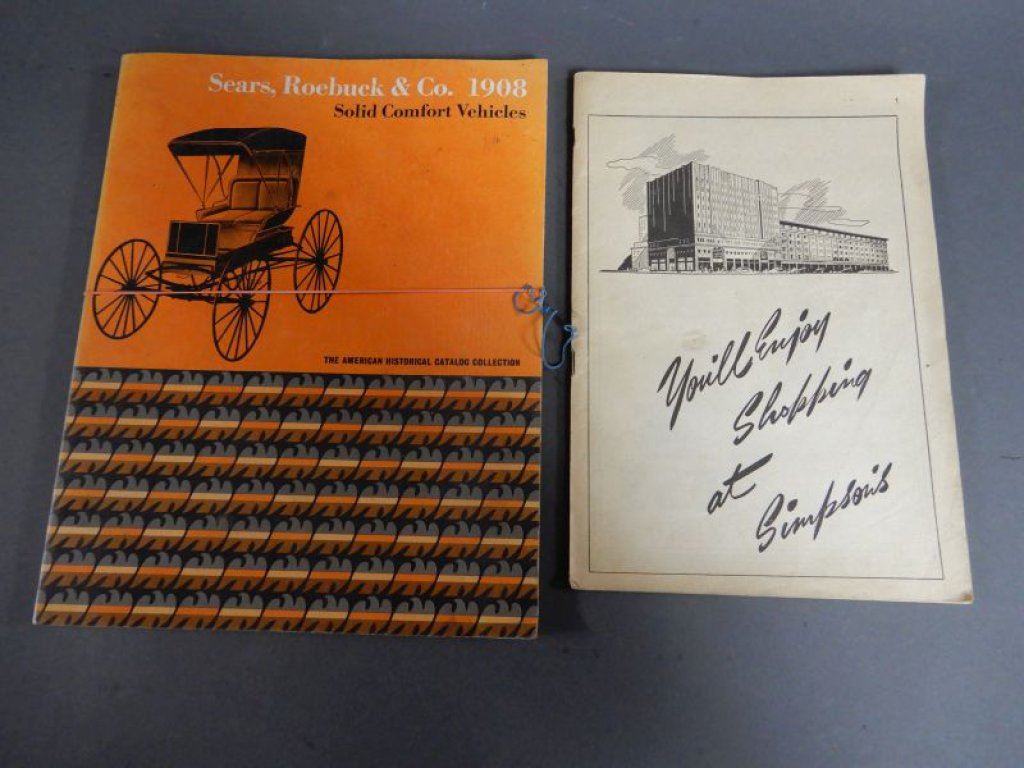 Sears, Roebuck & Co. 1908
Solid Comfort Vehicles
THE AMERICAN HISTORICAL CATALOG COLLECTION
You'll Enjoy
Shopping
at
Simpson's